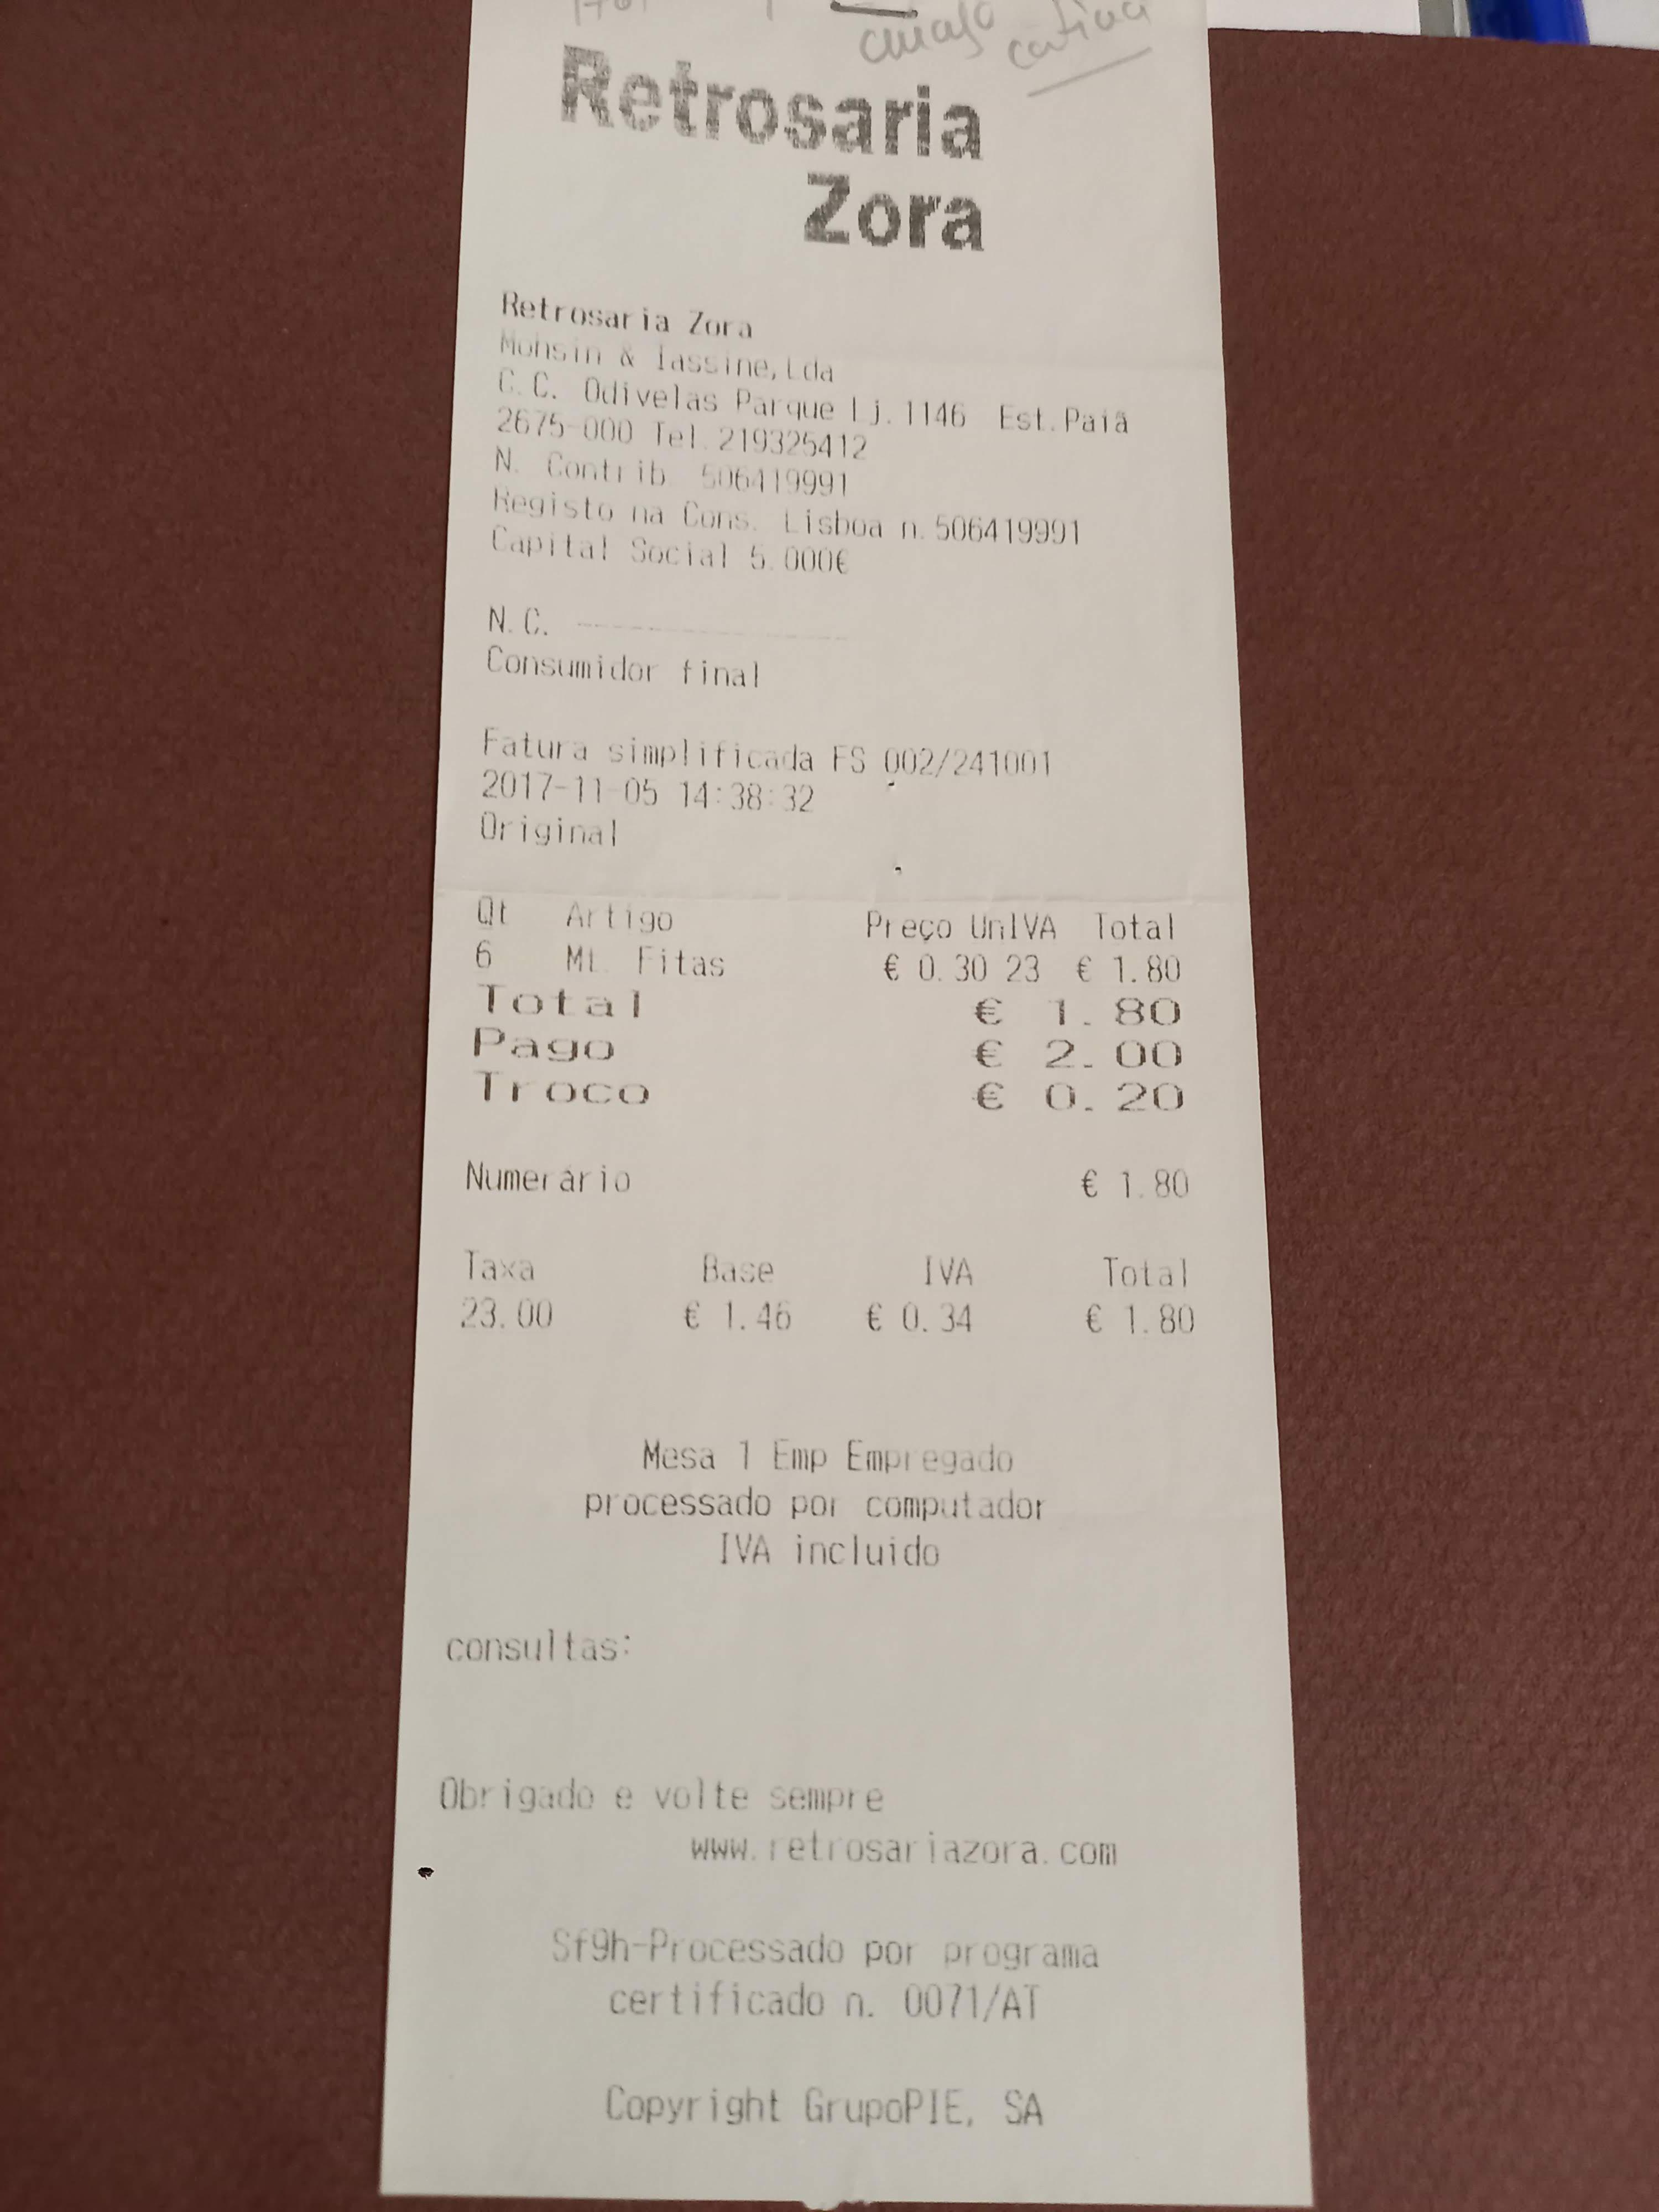 Retrosaria
Zora
Retrosaria Zora
Mohsin & Iassine,Lda
C.C. Odivelas Parque Lj.1146 Est.Paiã
2675-000 Tel.219325412
N. Contrib. 506419991
Registo na Cons. Lisboa n.506419991
Capital Social 5.000€
N.C. ------------
Consumidor final
Fatura simplificada FS 002/241001
2017-11-05 14:38:32
Original
Qt Artigo Preço UnIVA Total
6 Mt. Fitas € 0.30 23 € 1.80
Total € 1.80
Pago € 2.00
Troco € 0.20
Numerário € 1.80
Taxa Base IVA Total
23.00 € 1.46 € 0.34 € 1.80
Mesa 1 Emp Empregado
processado por computador
IVA incluido
consultas:
Obrigado e volte sempre
www.retrosariazora.com
Sf9h-Processado por programa
certificado n. 0071/AT
Copyright GrupoPIE, SA